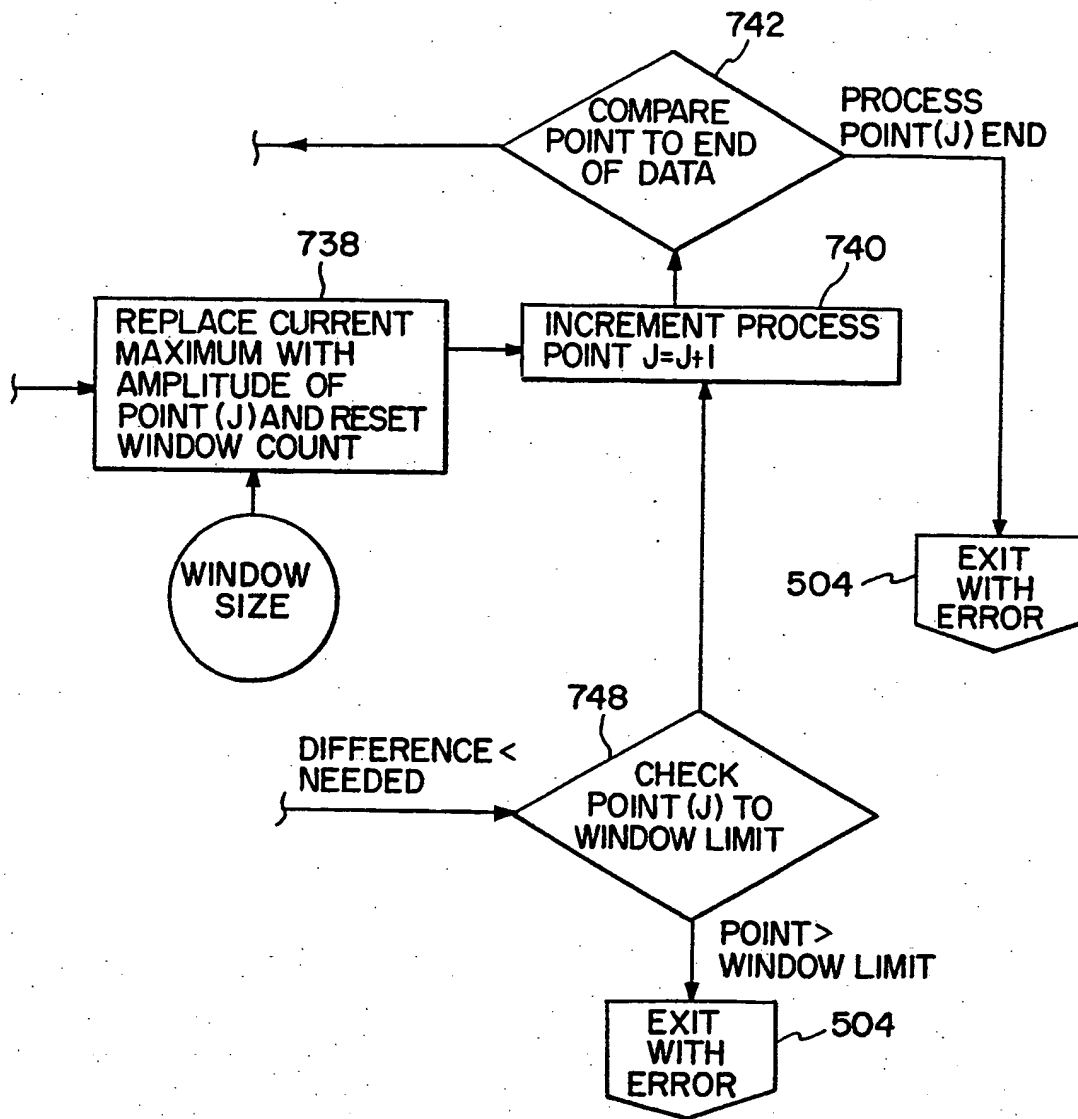 742
COMPARE
POINT TO END
OF DATA
PROCESS
POINT(J) END
738
740
REPLACE CURRENT
MAXIMUM WITH
AMPLITUDE OF
POINT (J) AND RESET
WINDOW COUNT
INCREMENT PROCESS
POINT J=J+1
WINDOW
SIZE
504
EXIT
WITH
ERROR
748
DIFFERENCE <
NEEDED
CHECK
POINT (J) TO
WINDOW LIMIT
POINT >
WINDOW LIMIT
EXIT
WITH
ERROR
504